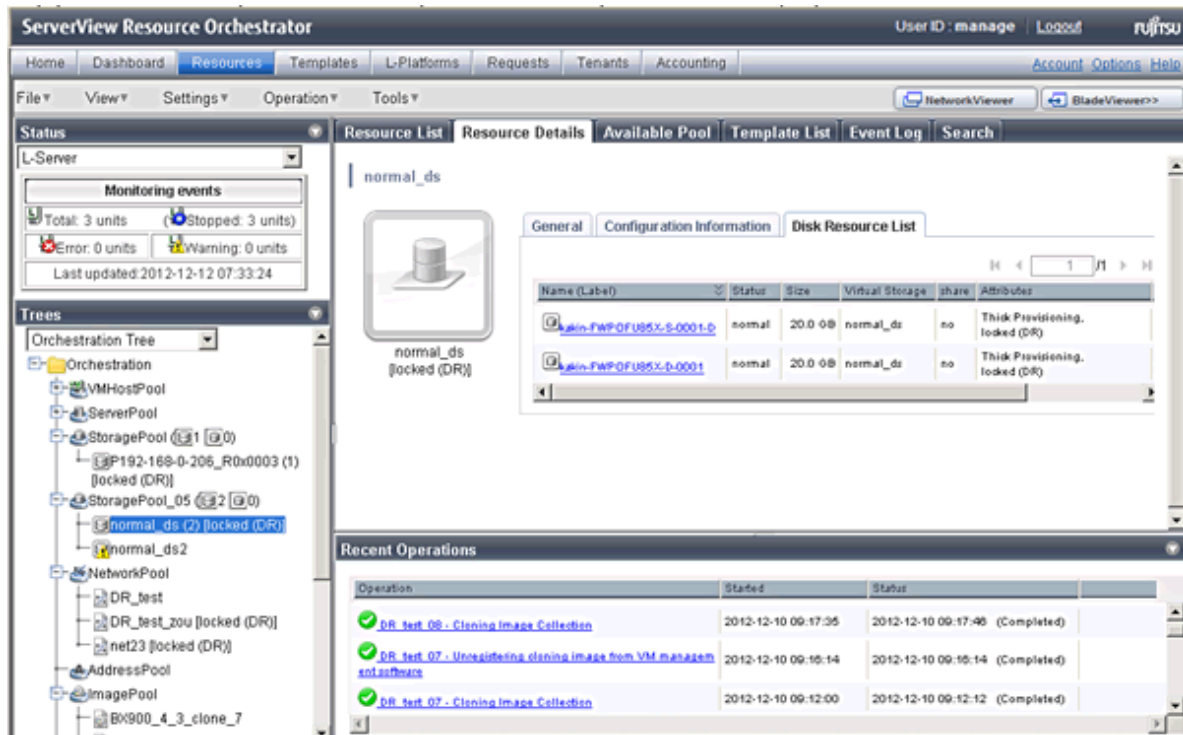 ServerView Resource Orchestrator User ID : manage Logout FUJITSU
Home Dashboard Resources Templates L-Platforms Requests Tenants Accounting Account Options Help
File View Settings Operation Tools NetworkViewer BladeViewer>>
Status
L-Server
Monitoring events
Total: 3 units (Stopped: 3 units)
Error: 0 units Warning: 0 units
Last updated:2012-12-12 07:33:24
Trees
Orchestration Tree
Orchestration
VMHostPool
ServerPool
StoragePool (1 0)
P192-168-0-206_R0x0003 (1)
[locked (DR)]
StoragePool_05 (2 0)
normal_ds (2) [locked (DR)]
normal_ds2
NetworkPool
DR_test
DR_test_zou [locked (DR)]
net23 [locked (DR)]
AddressPool
ImagePool
BX900_4_3_clone_7
Resource List Resource Details Available Pool Template List Event Log Search
normal_ds
normal_ds
[locked (DR)]
General Configuration Information Disk Resource List
1 /1
Name (Label) Status Size Virtual Storage share Attributes
kakin-FWPOFU85X-S-0001-D normal 20.0 GB normal_ds no Thick Provisioning,
locked (DR)
kakin-FWPOFU85X-D-0001 normal 20.0 GB normal_ds no Thick Provisioning,
locked (DR)
Recent Operations
Operation Started Status
DR_test_08 - Cloning Image Collection 2012-12-10 09:17:35 2012-12-10 09:17:46 (Completed)
DR_test_07 - Unregistering cloning image from VM managem
ent software 2012-12-10 09:16:14 2012-12-10 09:16:14 (Completed)
DR_test_07 - Cloning Image Collection 2012-12-10 09:12:00 2012-12-10 09:12:12 (Completed)